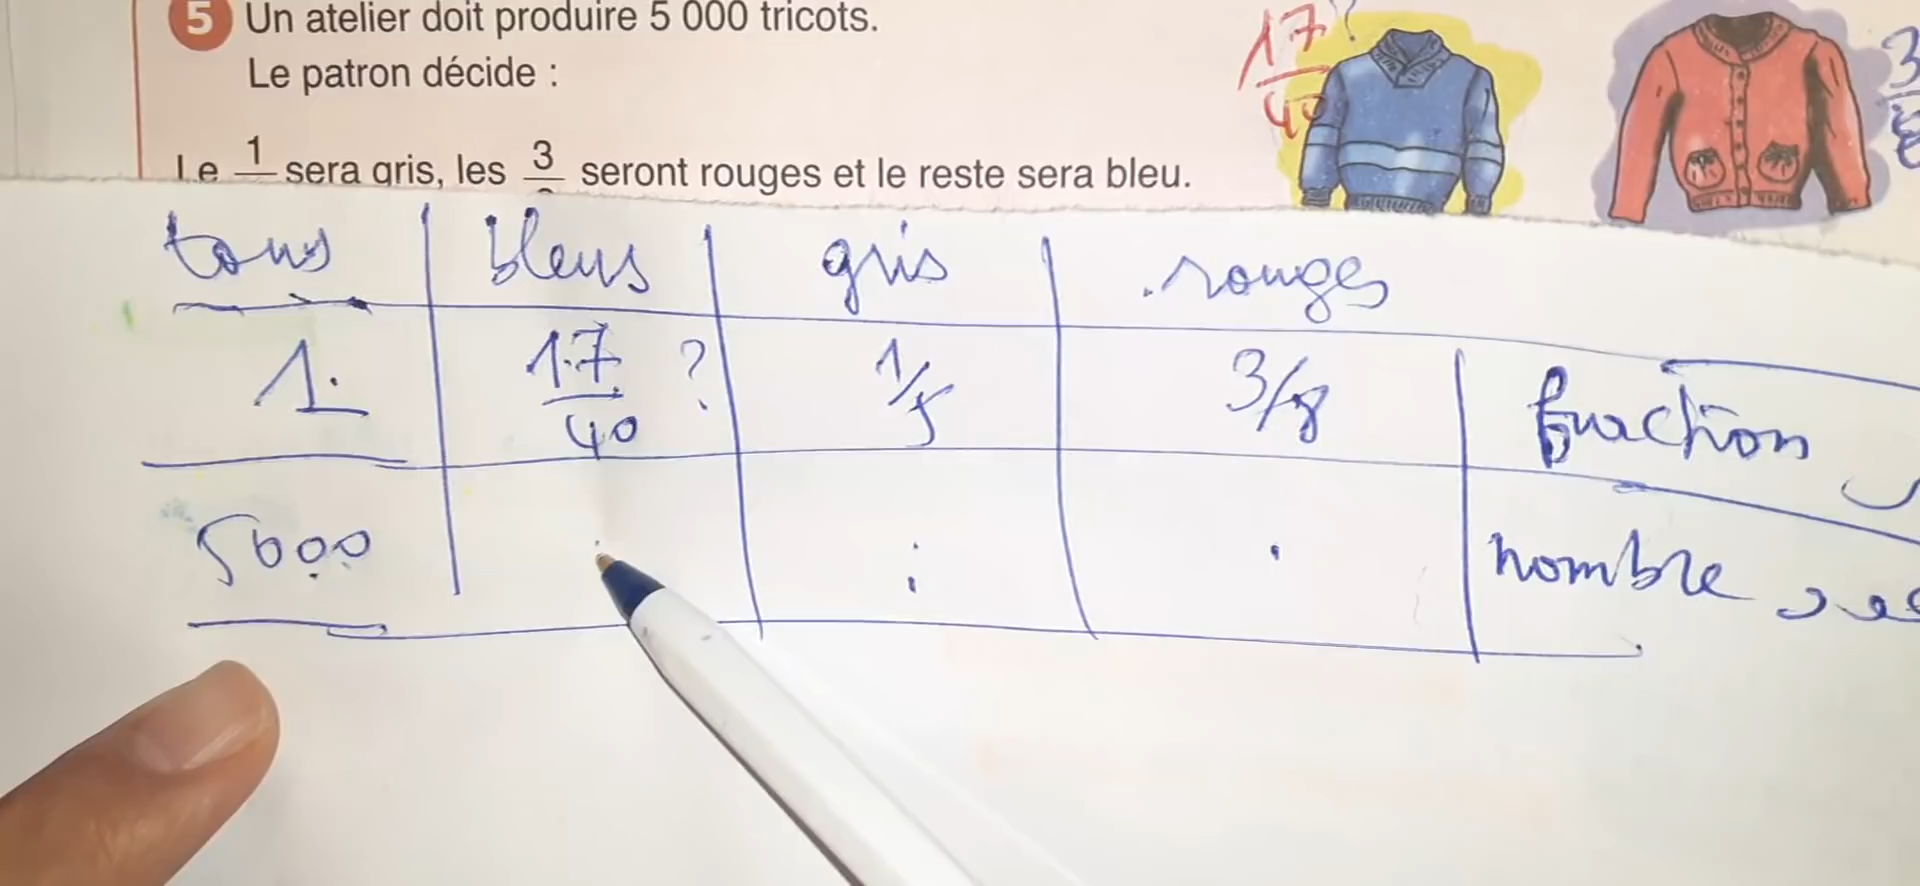 5 Un atelier doit produire 5 000 tricots.
Le patron décide :
Le 1 sera gris, les 3 seront rouges et le reste sera bleu.
17 ?
40
3
tous bleus gris rouges
1 17/40 ? 1/5 3/8 fraction
5000 nombre